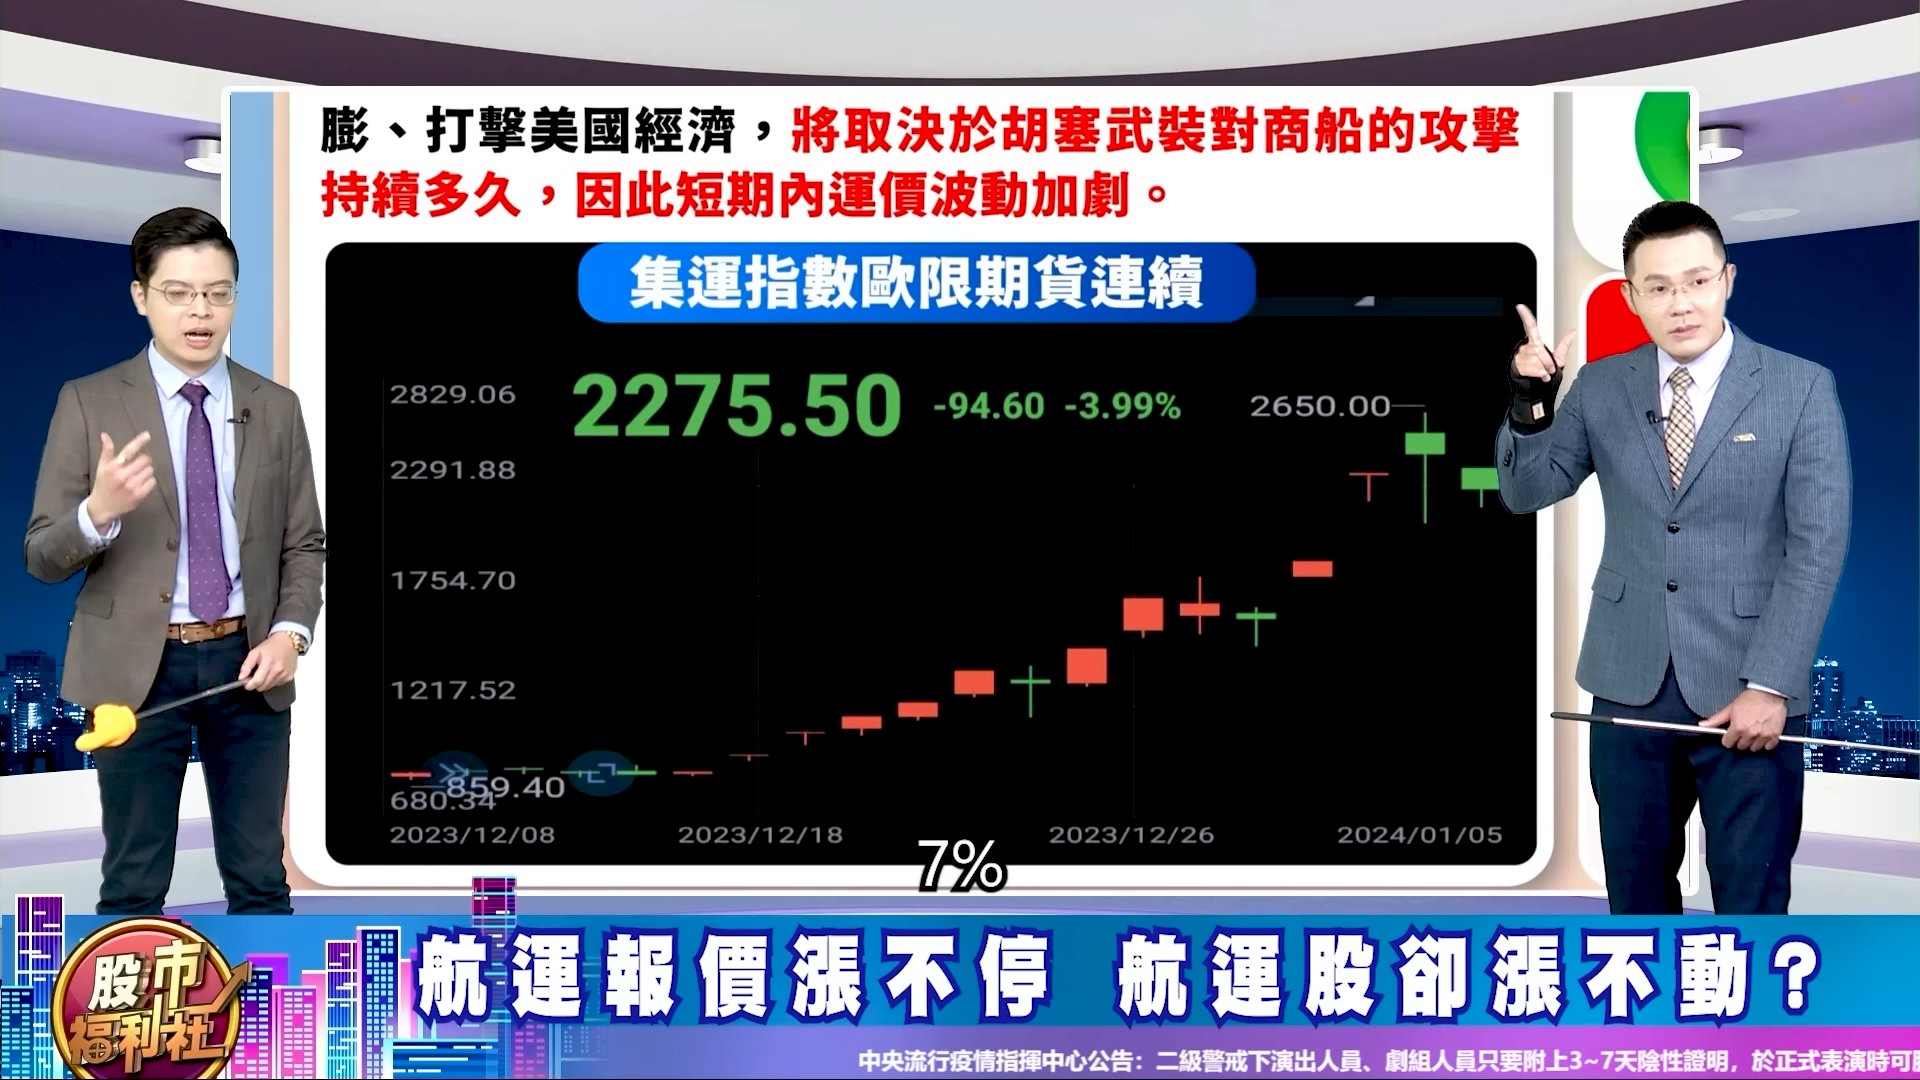 膨、打擊美國經濟，將取決於胡塞武裝對商船的攻擊
持續多久，因此短期內運價波動加劇。
集運指數歐限期貨連續
2829.06
2275.50 -94.60 -3.99%
2650.00
2291.88
1754.70
1217.52
859.40
680.34
2023/12/08 2023/12/18 2023/12/26 2024/01/05
7%
航運報價漲不停 航運股卻漲不動？
股市
福利社
中央流行疫情指揮中心公告：二級警戒下演出人員、劇組人員只要附上3~7天陰性證明，於正式表演時可